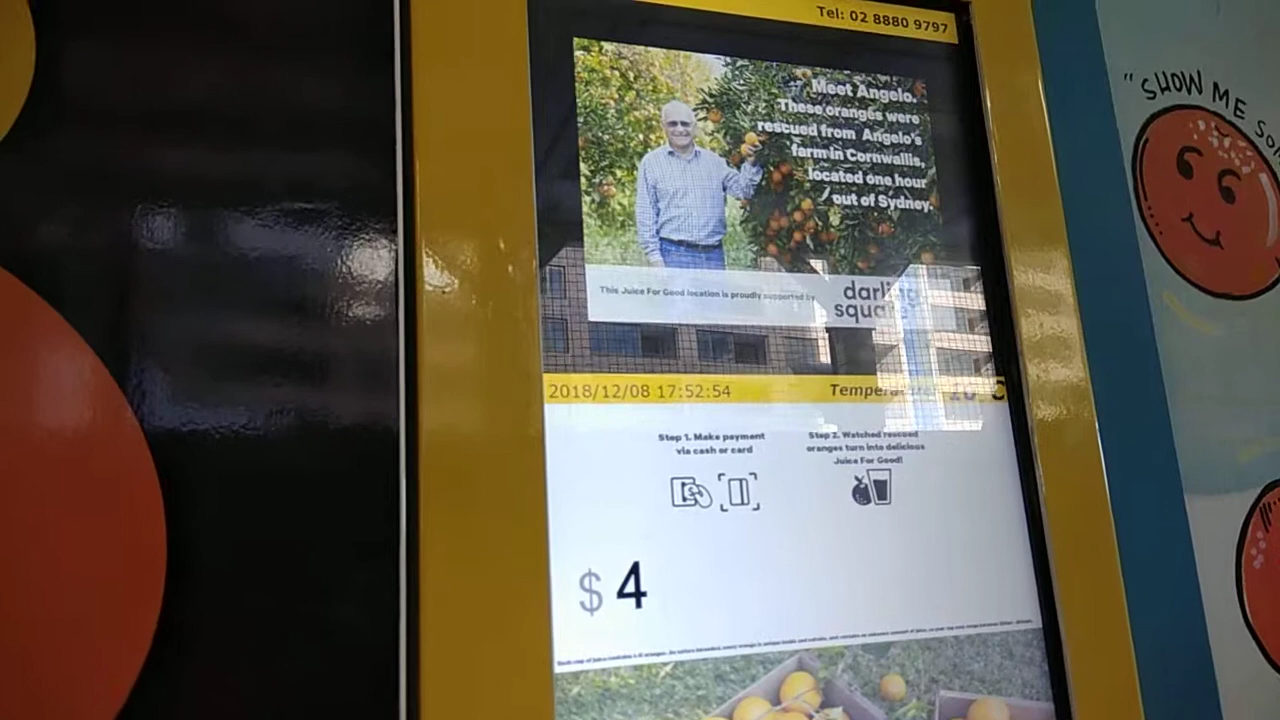 Tel: 02 8880 9797
Meet Angelo.
These oranges were
rescued from Angelo's
farm in Cornwallis,
located one hour
out of Sydney.
"SHOW ME
This Juice For Good location is proudly supported by
darling
square
2018/12/08 17:52:54
Temperature:
Step 1. Make payment
via cash or card
Step 2. Watched rescued
oranges turn into delicious
Juice For Good!
$ 4